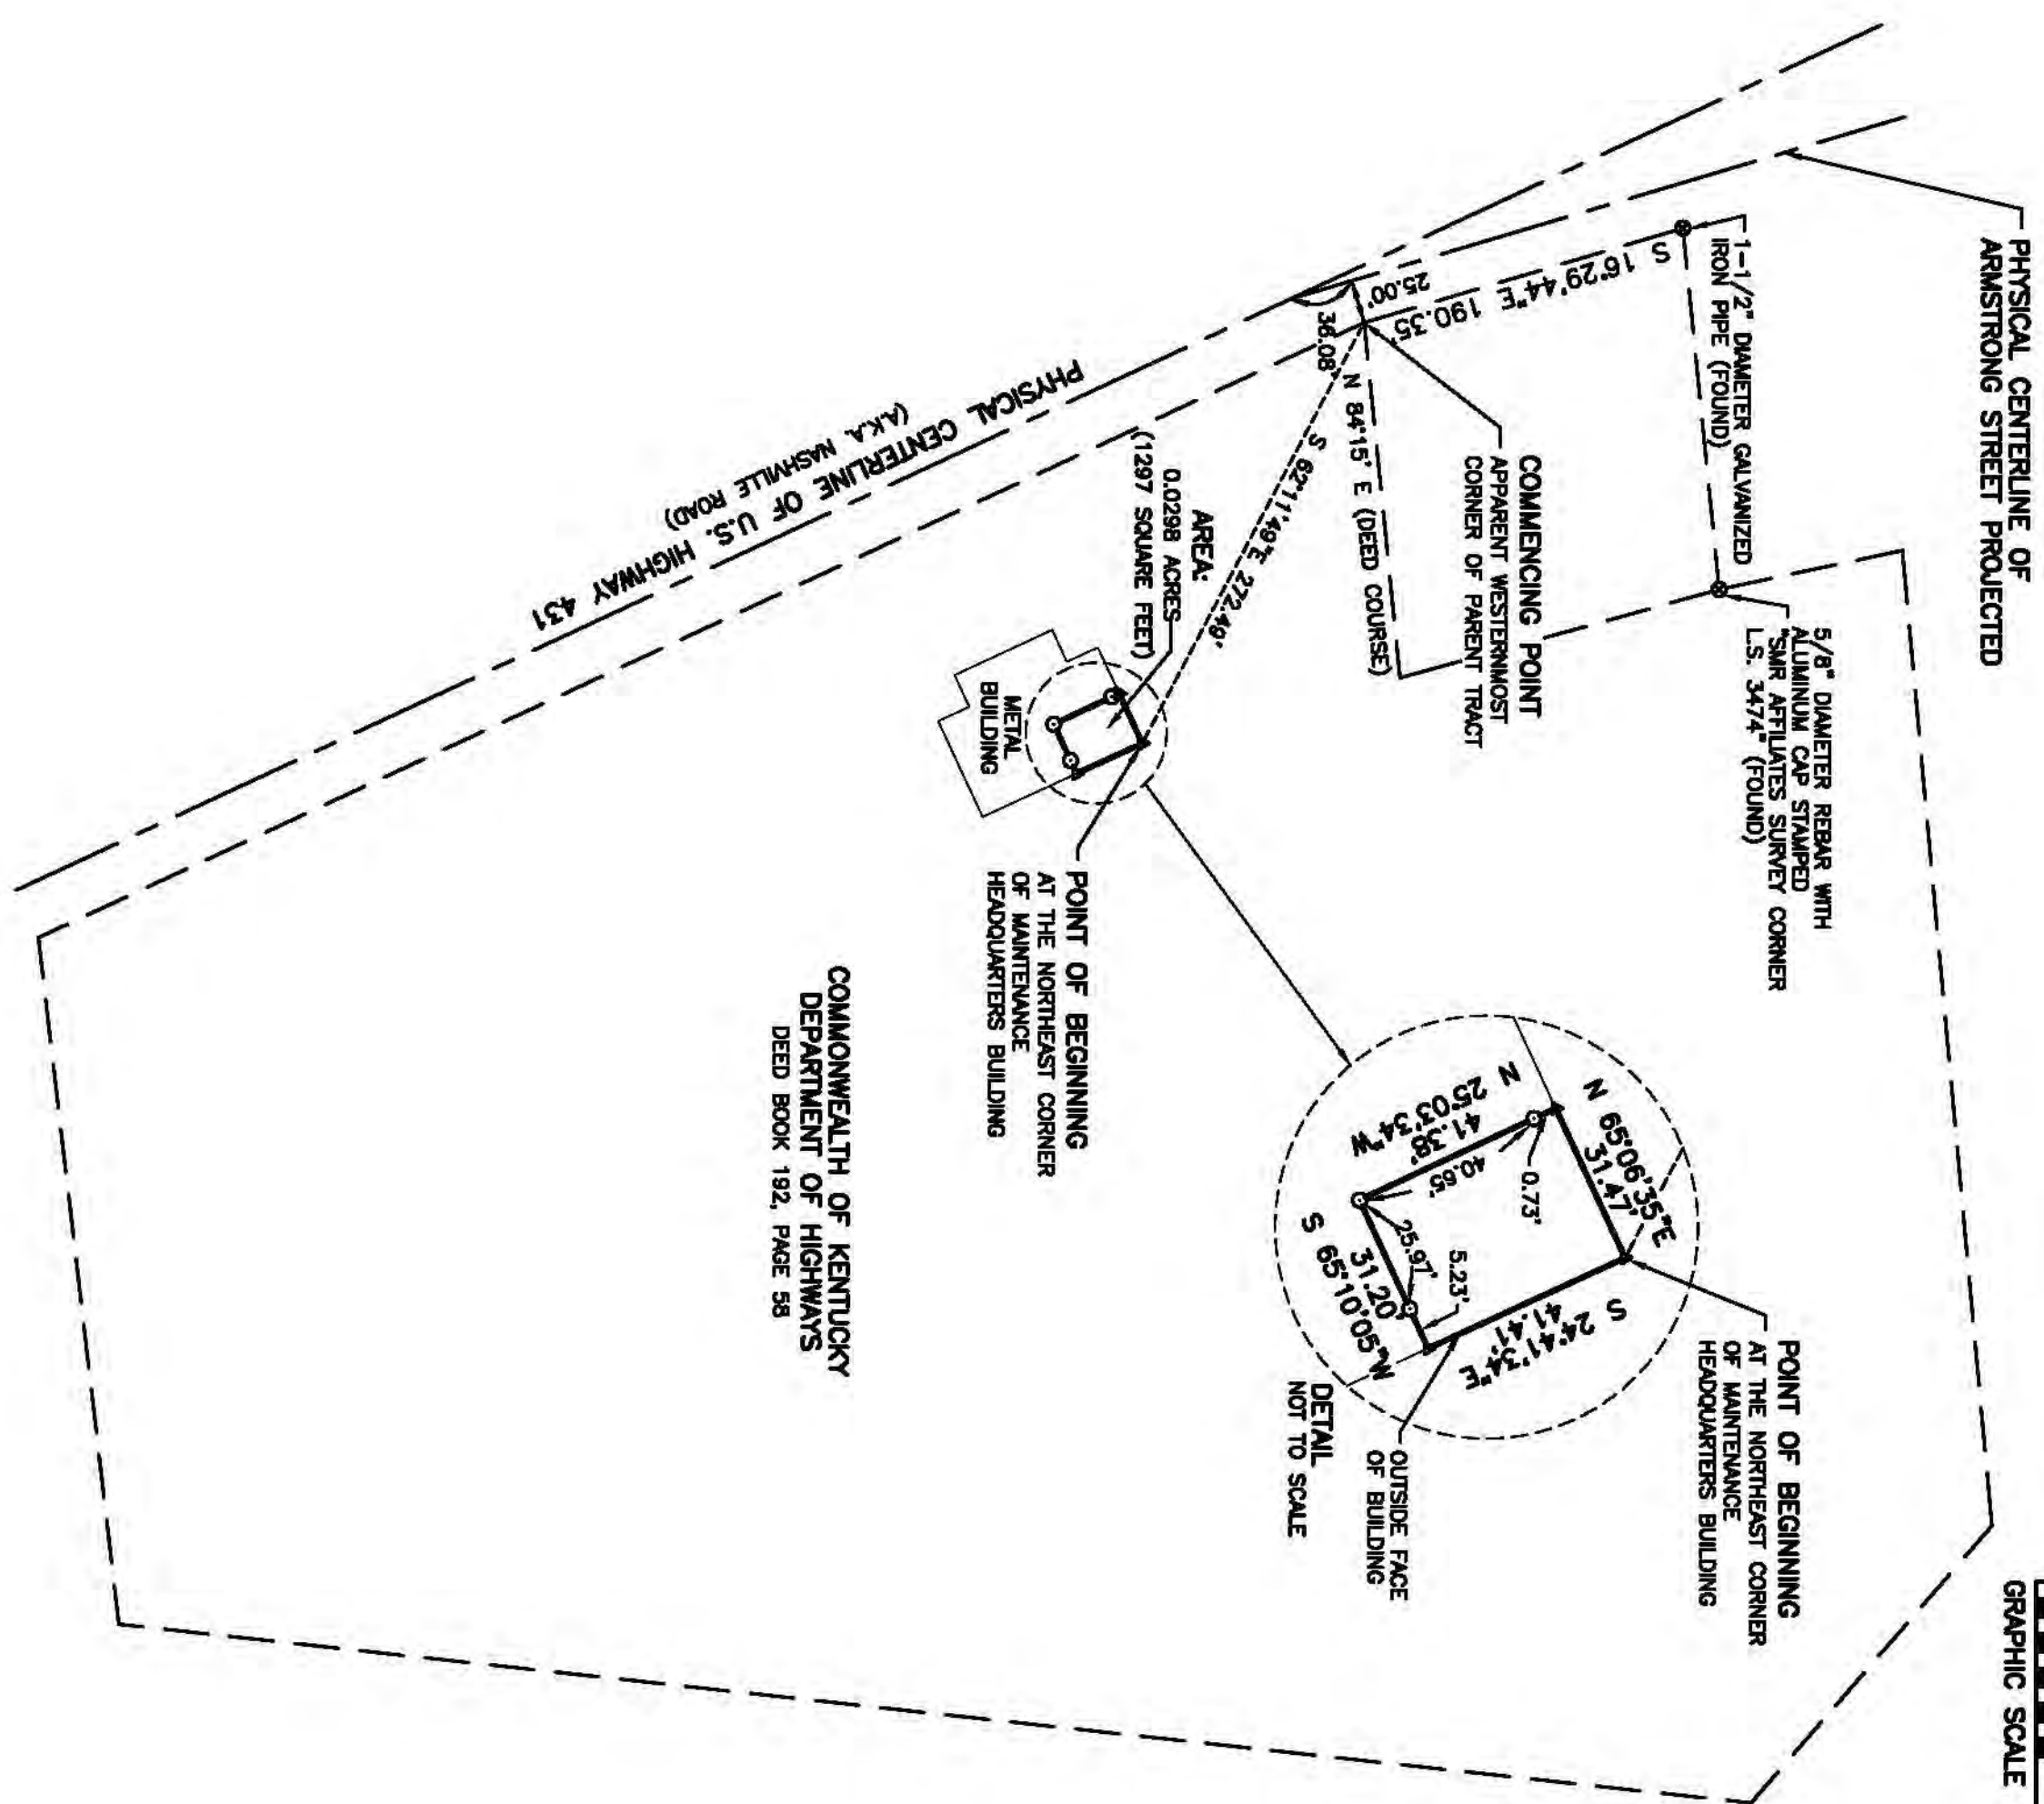 PHYSICAL CENTERLINE OF
ARMSTRONG STREET PROJECTED
GRAPHIC SCALE
1-1/2" DIAMETER GALVANIZED
IRON PIPE (FOUND)
5/8" DIAMETER REBAR WITH
ALUMINUM CAP STAMPED
"SMR AFFILIATES SURVEY CORNER
L.S. 3474" (FOUND)
S 16°29'44"E 190.35'
25.00'
36.08'
N 84°15' E (DEED COURSE)
COMMENCING POINT
APPARENT WESTERNMOST
CORNER OF PARENT TRACT
S 62°11'49"E 272.49'
AREA:
0.0298 ACRES
(1297 SQUARE FEET)
PHYSICAL CENTERLINE OF U.S. HIGHWAY 431
(A.K.A. NASHVILLE ROAD)
METAL
BUILDING
POINT OF BEGINNING
AT THE NORTHEAST CORNER
OF MAINTENANCE
HEADQUARTERS BUILDING
POINT OF BEGINNING
AT THE NORTHEAST CORNER
OF MAINTENANCE
HEADQUARTERS BUILDING
N 65°06'35"E
31.47'
S 24°41'34"E
41.41'
N 25°03'34"W
41.38'
40.65'
0.73'
25.97'
5.23'
31.20'
S 65°10'05"W
OUTSIDE FACE
OF BUILDING
DETAIL
NOT TO SCALE
COMMONWEALTH OF KENTUCKY
DEPARTMENT OF HIGHWAYS
DEED BOOK 192, PAGE 58